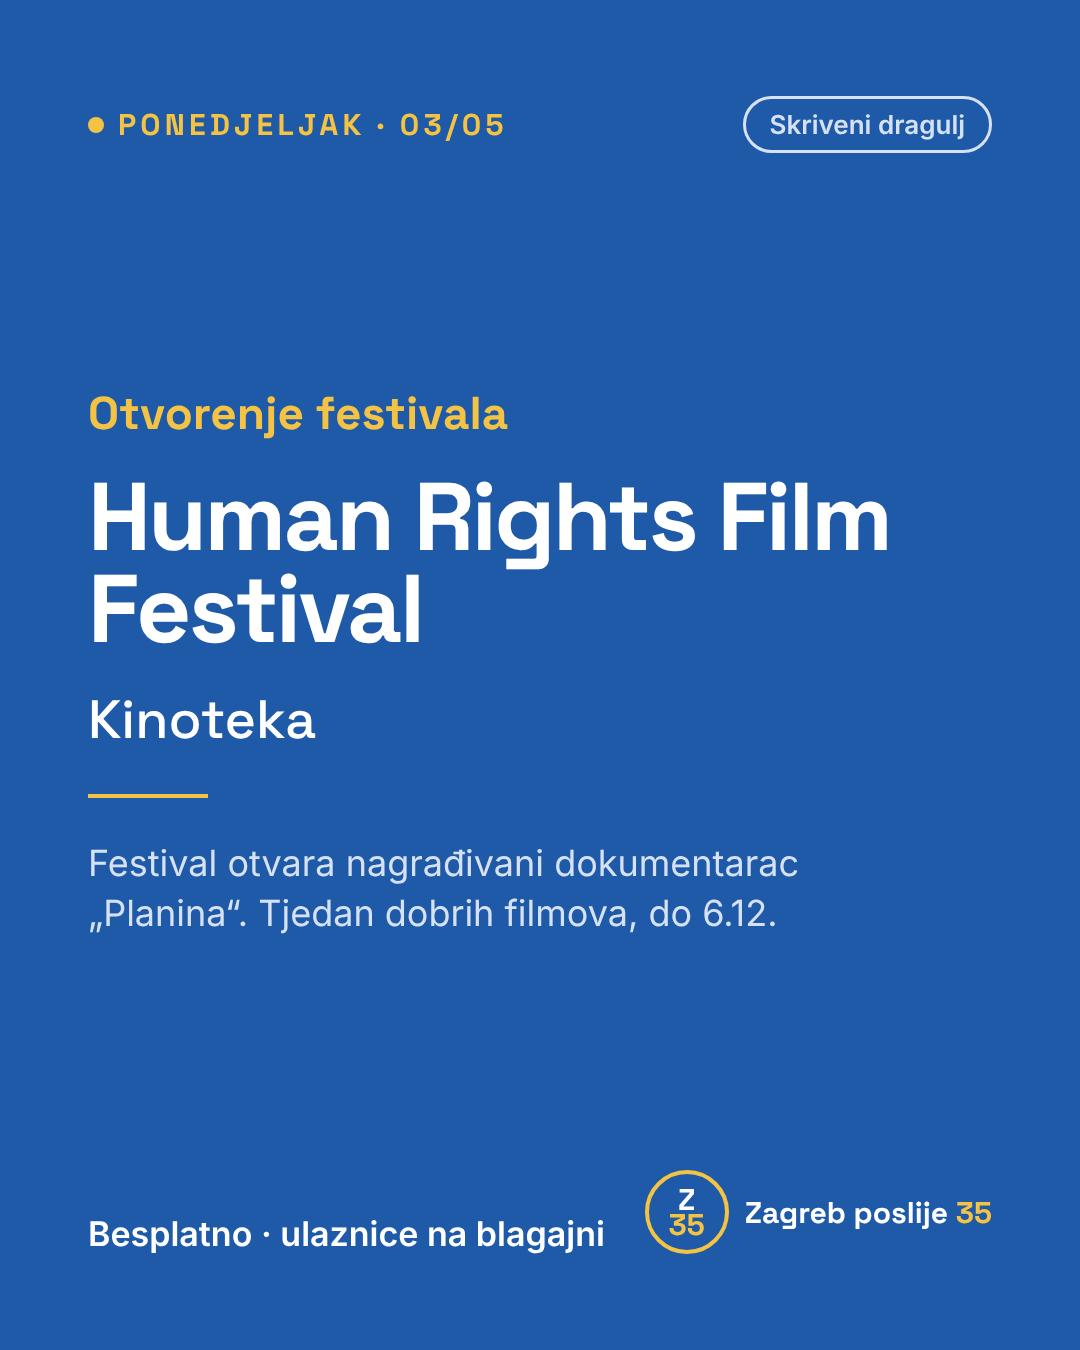 PONEDJELJAK · 03/05
Skriveni dragulj
Otvorenje festivala
Human Rights Film
Festival
Kinoteka
Festival otvara nagrađivani dokumentarac
„Planina“. Tjedan dobrih filmova, do 6.12.
Besplatno · ulaznice na blagajni
Z
35
Zagreb poslije 35